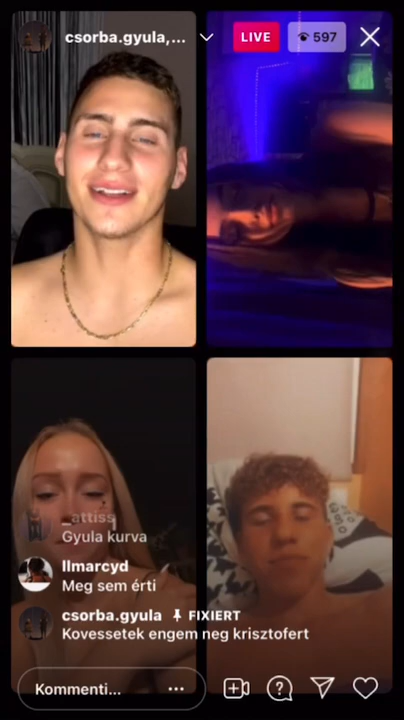 csorba.gyula,...
LIVE
597
_attiss
Gyula kurva
llmarcyd
Meg sem érti
csorba.gyula FIXIERT
Kovessetek engem neg krisztofert
Kommenti...